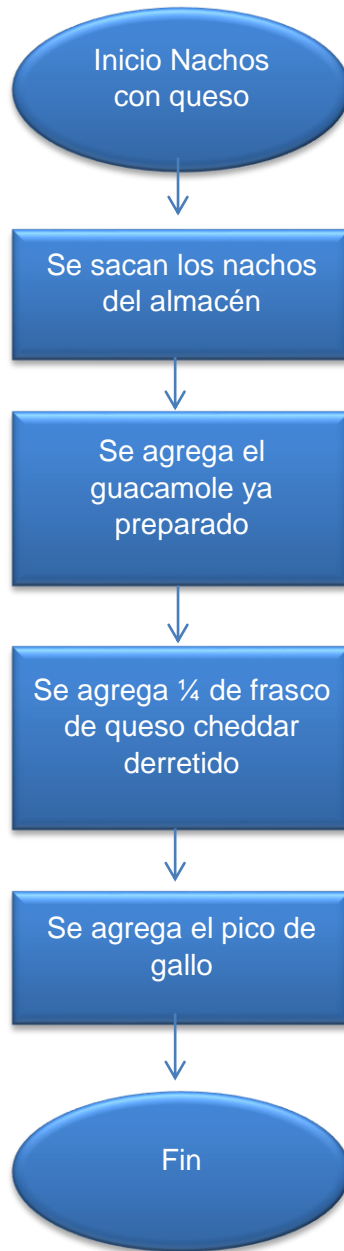 Inicio Nachos
con queso
Se sacan los nachos
del almacén
Se agrega el
guacamole ya
preparado
Se agrega ¼ de frasco
de queso cheddar
derretido
Se agrega el pico de
gallo
Fin